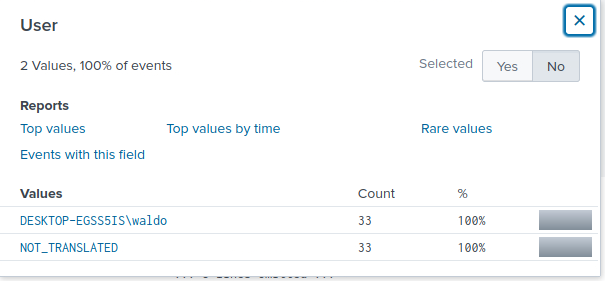 User
2 Values, 100% of events
Selected
Yes
No
Reports
Top values
Top values by time
Rare values
Events with this field
Values
Count
%
DESKTOP-EGSS5IS\waldo
33
100%
NOT_TRANSLATED
33
100%